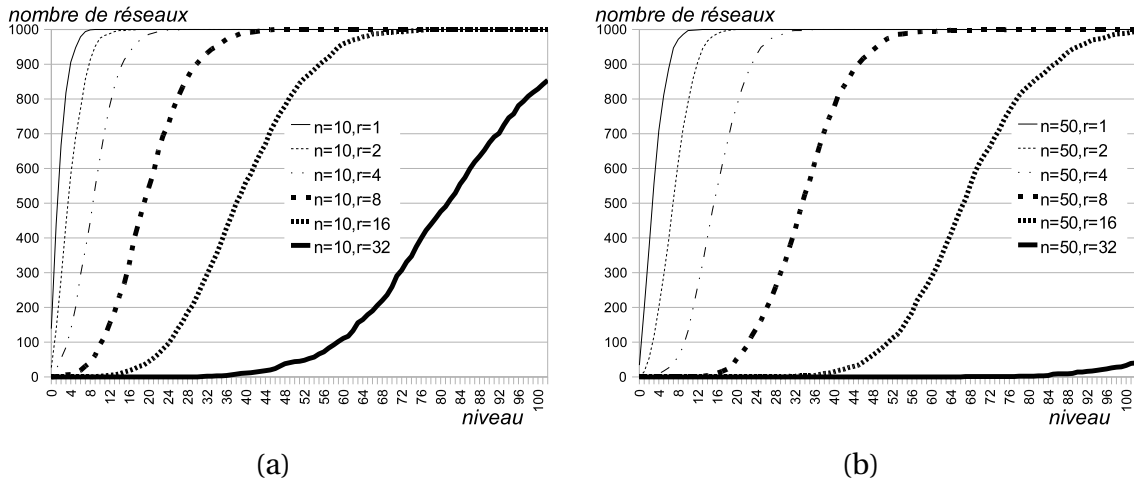 nombre de réseaux
1000
900
800
700
600
500
400
300
200
100
0
n=10,r=1
n=10,r=2
n=10,r=4
n=10,r=8
n=10,r=16
n=10,r=32
0 4 8 12 16 20 24 28 32 36 40 44 48 52 56 60 64 68 72 76 80 84 88 92 96 100
niveau
(a)
nombre de réseaux
1000
900
800
700
600
500
400
300
200
100
0
n=50,r=1
n=50,r=2
n=50,r=4
n=50,r=8
n=50,r=16
n=50,r=32
0 4 8 12 16 20 24 28 32 36 40 44 48 52 56 60 64 68 72 76 80 84 88 92 96 100
niveau
(b)